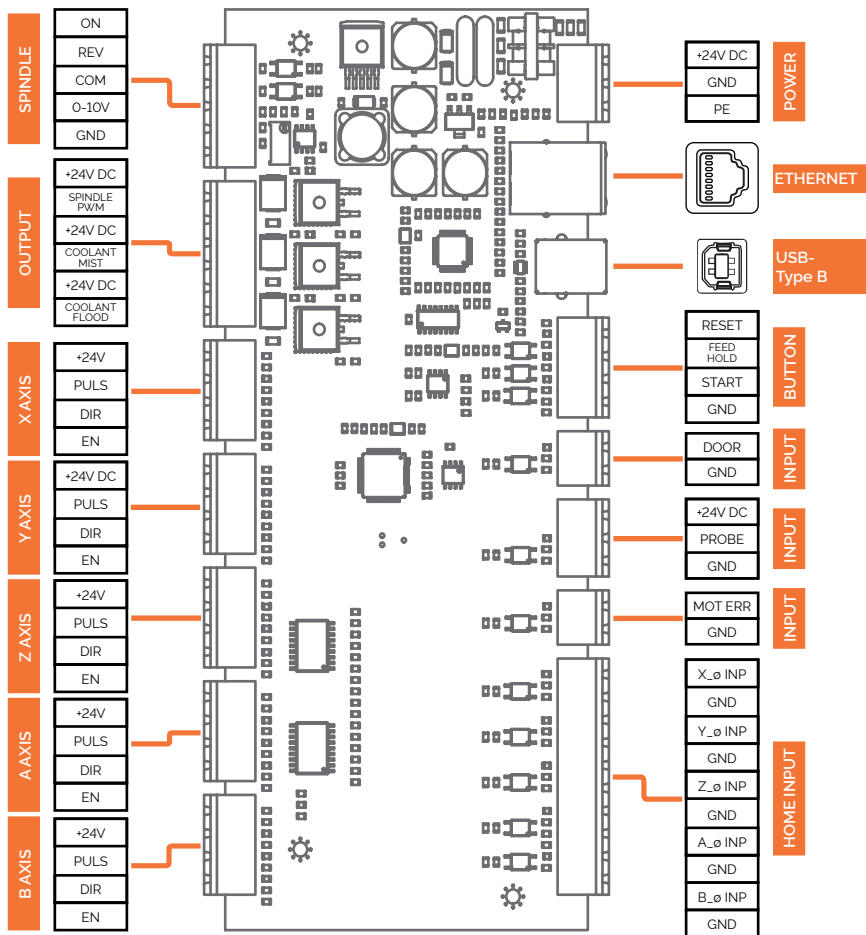 SPINDLE
ON
REV
COM
0-10V
GND
OUTPUT
+24V DC
SPINDLE
PWM
+24V DC
COOLANT
MIST
+24V DC
COOLANT
FLOOD
X AXIS
+24V
PULS
DIR
EN
Y AXIS
+24V DC
PULS
DIR
EN
Z AXIS
+24V
PULS
DIR
EN
A AXIS
+24V
PULS
DIR
EN
B AXIS
+24V
PULS
DIR
EN
+24V DC
GND
PE
POWER
ETHERNET
USB-
Type B
RESET
FEED
HOLD
START
GND
BUTTON
DOOR
GND
INPUT
+24V DC
PROBE
GND
INPUT
MOT ERR
GND
INPUT
X_ø INP
GND
Y_ø INP
GND
Z_ø INP
GND
A_ø INP
GND
B_ø INP
GND
HOME INPUT